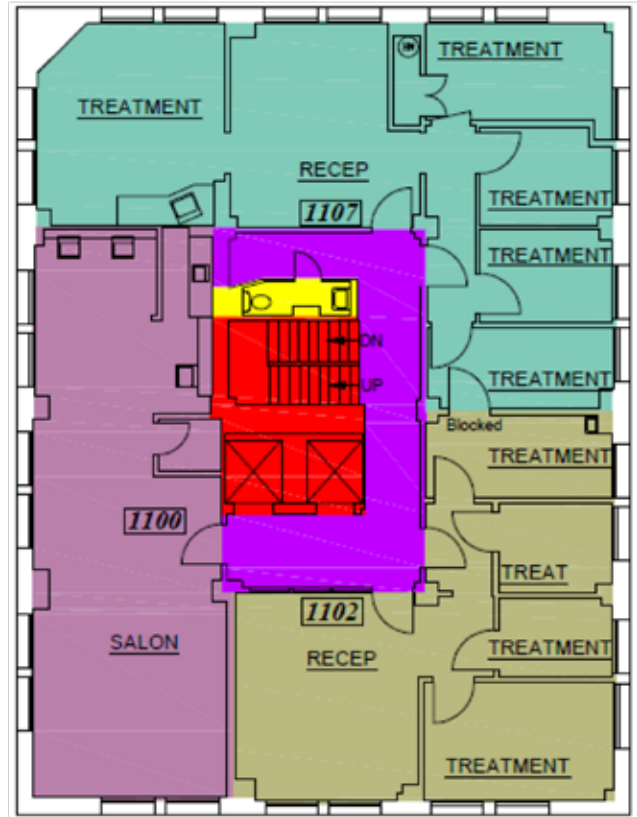 TREATMENT
TREATMENT
RECEP
1107
TREATMENT
TREATMENT
DN
UP
TREATMENT
Blocked
TREATMENT
1100
TREAT
1102
SALON
RECEP
TREATMENT
TREATMENT